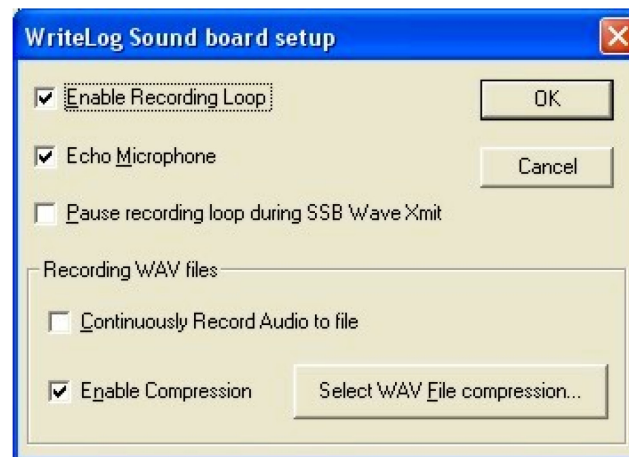 WriteLog Sound board setup
Enable Recording Loop
OK
Echo Microphone
Cancel
Pause recording loop during SSB Wave Xmit
Recording WAV files
Continuously Record Audio to file
Enable Compression
Select WAV File compression...